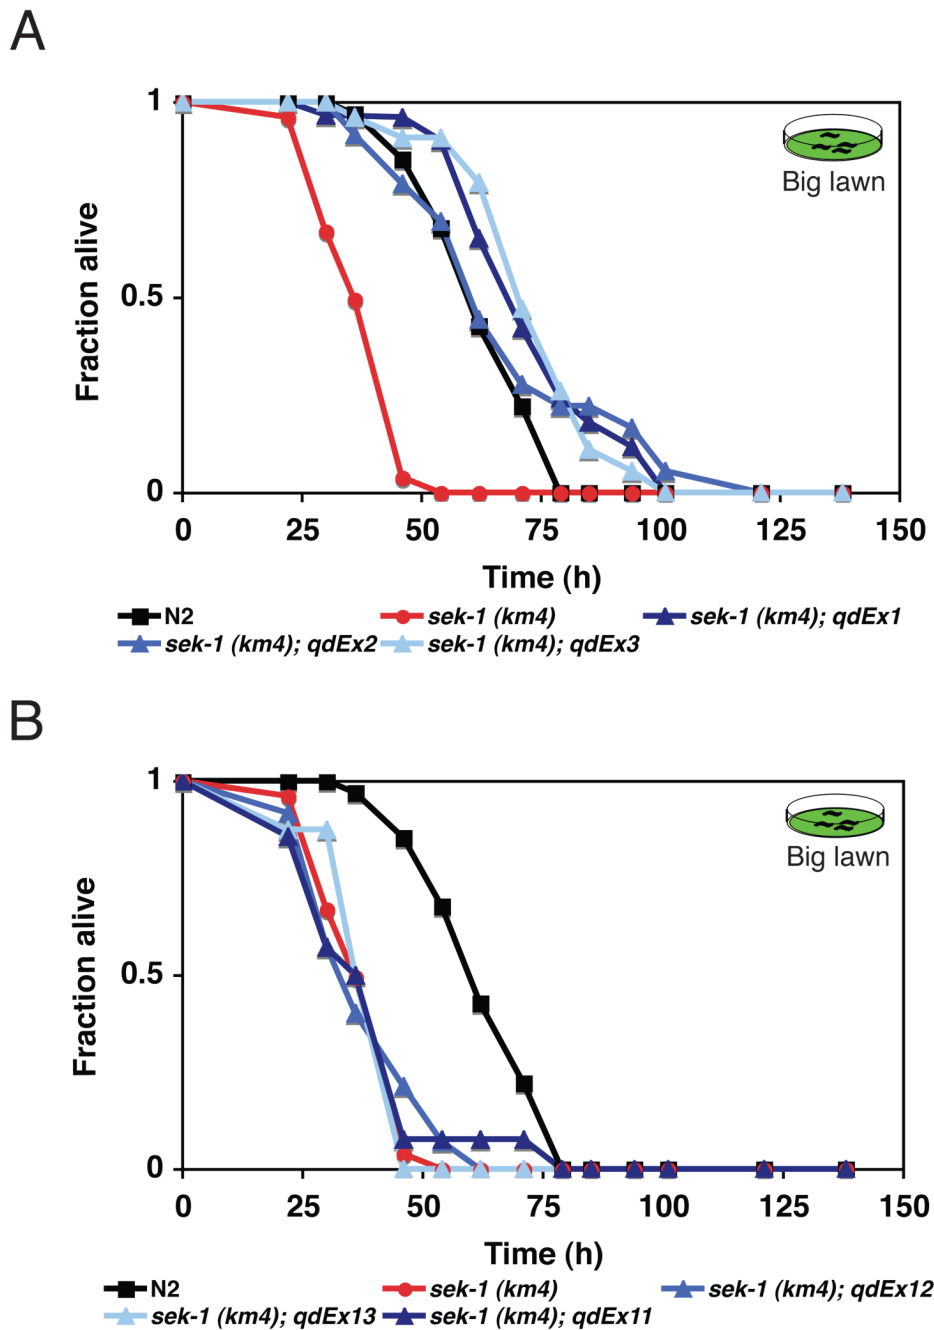 A
1
Big lawn
Fraction alive
0.5
0
0 25 50 75 100 125 150
Time (h)
N2 sek-1 (km4) sek-1 (km4); qdEx1
sek-1 (km4); qdEx2 sek-1 (km4); qdEx3
B
1
Big lawn
Fraction alive
0.5
0
0 25 50 75 100 125 150
Time (h)
N2 sek-1 (km4) sek-1 (km4); qdEx12
sek-1 (km4); qdEx13 sek-1 (km4); qdEx11